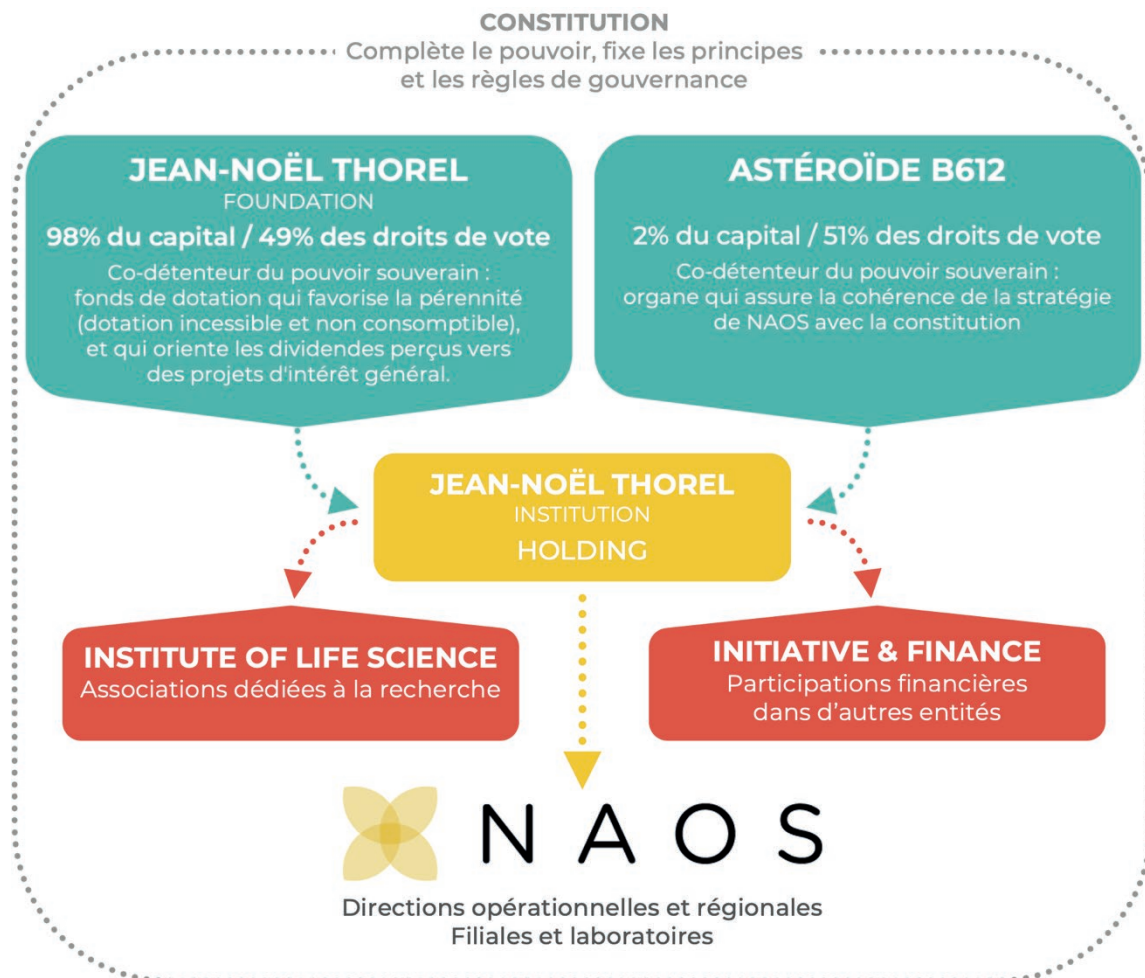 CONSTITUTION
Complète le pouvoir, fixe les principes
et les règles de gouvernance
JEAN-NOËL THOREL
FOUNDATION
98% du capital / 49% des droits de vote
Co-détenteur du pouvoir souverain :
fonds de dotation qui favorise la pérennité
(dotation incessible et non consomptible),
et qui oriente les dividendes perçus vers
des projets d'intérêt général.
ASTÉROÏDE B612
2% du capital / 51% des droits de vote
Co-détenteur du pouvoir souverain :
organe qui assure la cohérence de la stratégie
de NAOS avec la constitution
JEAN-NOËL THOREL
INSTITUTION
HOLDING
INSTITUTE OF LIFE SCIENCE
Associations dédiées à la recherche
INITIATIVE & FINANCE
Participations financières
dans d’autres entités
NAOS
Directions opérationnelles et régionales
Filiales et laboratoires